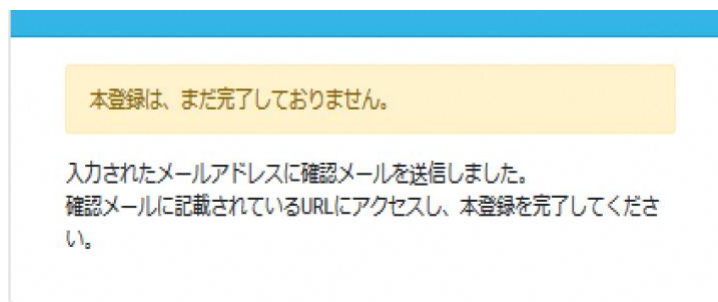 本登録は、まだ完了しておりません。
入力されたメールアドレスに確認メールを送信しました。
確認メールに記載されているURLにアクセスし、本登録を完了してくださ
い。